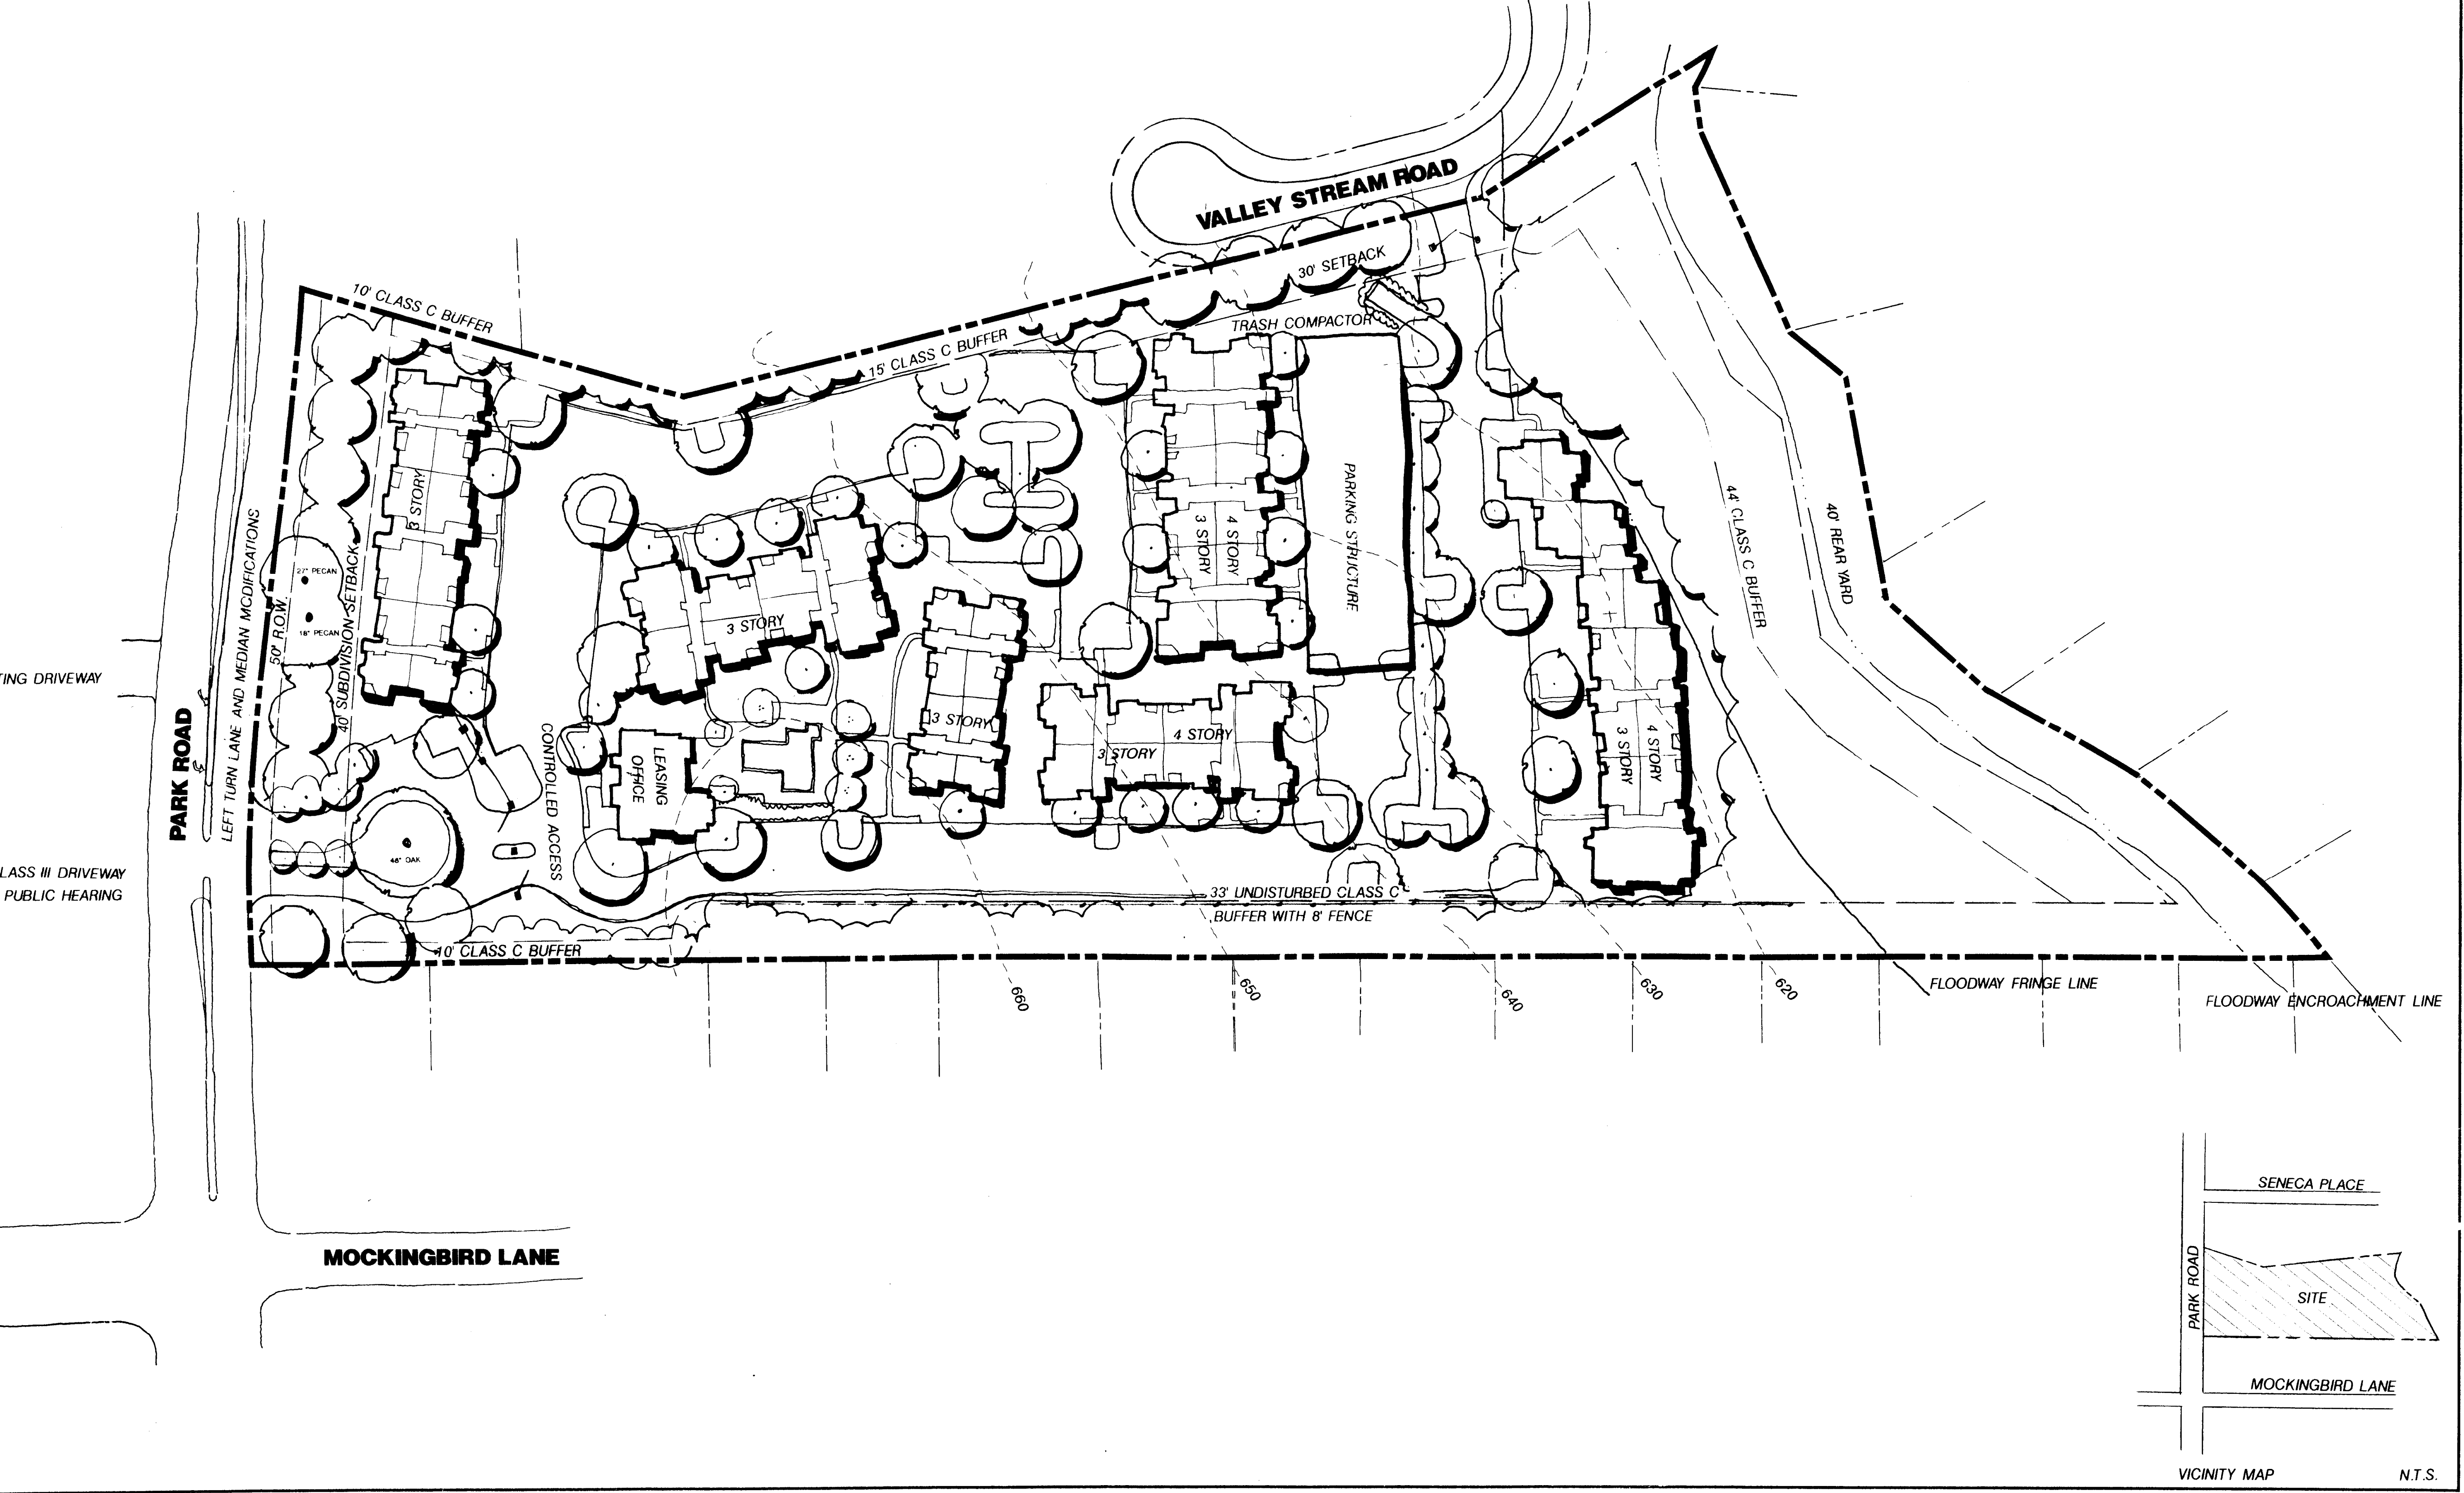 VALLEY STREAM ROAD
30' SETBACK
10' CLASS C BUFFER
15' CLASS C BUFFER
TRASH COMPACTOR
3 STORY
PARKING STRUCTURE
3 STORY
4 STORY
44' CLASS C BUFFER
40' REAR YARD
LEFT TURN LANE AND MEDIAN MCDIFICATIONS
50' R.O.W.
40' SUBDIVISION SETBACK
27" PECAN
18" PECAN
3 STORY
3 STORY
3 STORY
4 STORY
3 STORY
4 STORY
TING DRIVEWAY
PARK ROAD
CONTROLLED ACCESS
LEASING
OFFICE
48" OAK
LASS III DRIVEWAY
PUBLIC HEARING
33' UNDISTURBED CLASS C
BUFFER WITH 8' FENCE
10' CLASS C BUFFER
660
650
640
630
620
FLOODWAY FRINGE LINE
FLOODWAY ENCROACHMENT LINE
MOCKINGBIRD LANE
SENECA PLACE
PARK ROAD
SITE
MOCKINGBIRD LANE
VICINITY MAP
N.T.S.